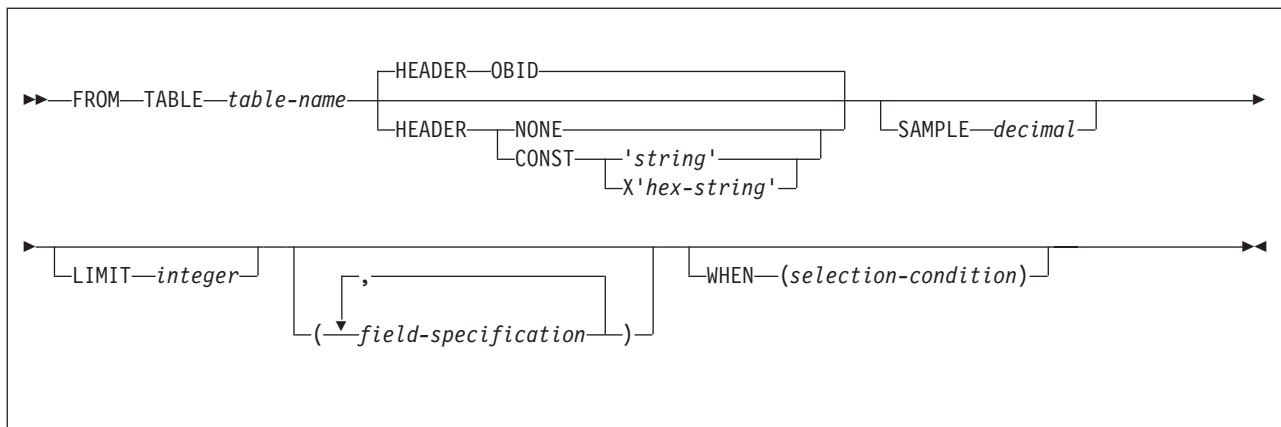 HEADER OBID
FROM TABLE table-name
HEADER NONE
SAMPLE decimal
CONST 'string'
X'hex-string'
LIMIT integer
,
WHEN (selection-condition)
( field-specification )